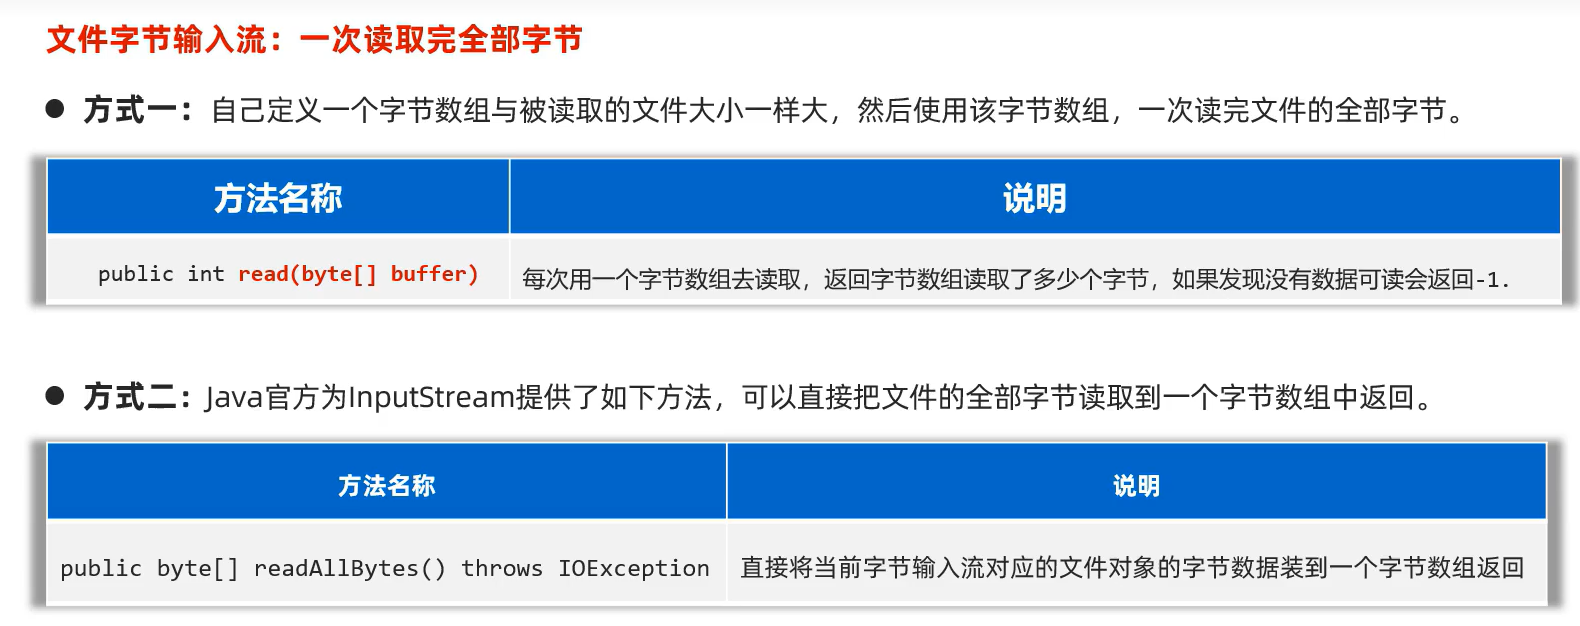 文件字节输入流：一次读取完全部字节
● 方式一：自己定义一个字节数组与被读取的文件大小一样大，然后使用该字节数组，一次读完文件的全部字节。
方法名称 说明
public int read(byte[] buffer) 每次用一个字节数组去读取，返回字节数组读取了多少个字节，如果发现没有数据可读会返回-1.
● 方式二：Java官方为InputStream提供了如下方法，可以直接把文件的全部字节读取到一个字节数组中返回。
方法名称 说明
public byte[] readAllBytes() throws IOException 直接将当前字节输入流对应的文件对象的字节数据装到一个字节数组返回